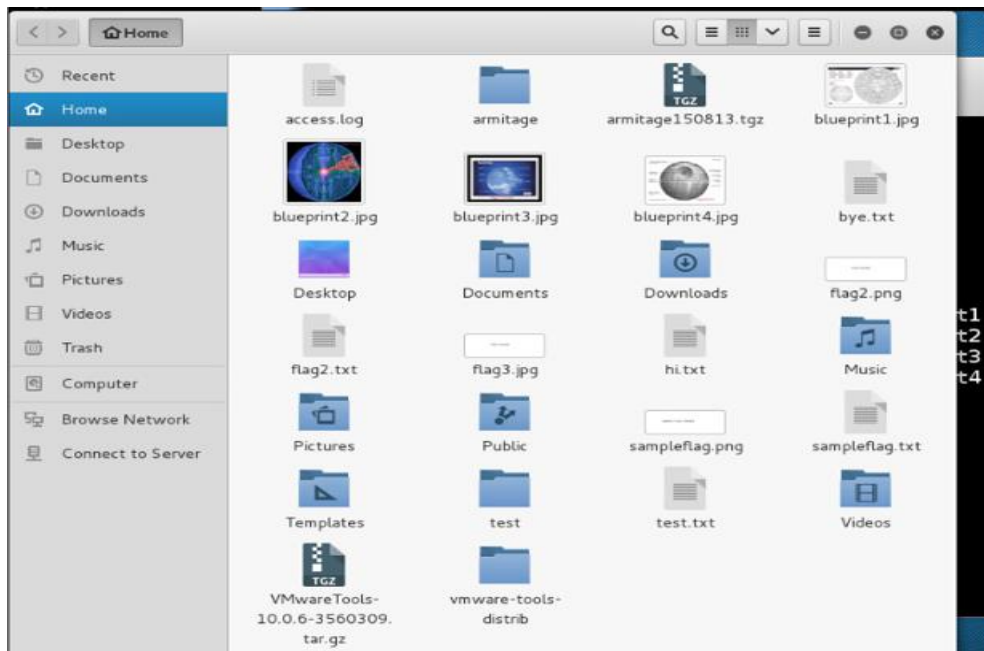 Home
Recent
Home
Desktop
Documents
Downloads
Music
Pictures
Videos
Trash
Computer
Browse Network
Connect to Server
access.log
armitage
TGZ
armitage150813.tgz
blueprint1.jpg
blueprint2.jpg
blueprint3.jpg
blueprint4.jpg
bye.txt
Desktop
Documents
Downloads
flag2.png
flag2.txt
flag3.jpg
hi.txt
Music
Pictures
Public
sampleflag.png
sampleflag.txt
Templates
test
test.txt
Videos
TGZ
VMwareTools-
10.0.6-3560309.
tar.gz
vmware-tools-
distrib
t1
t2
t3
t4